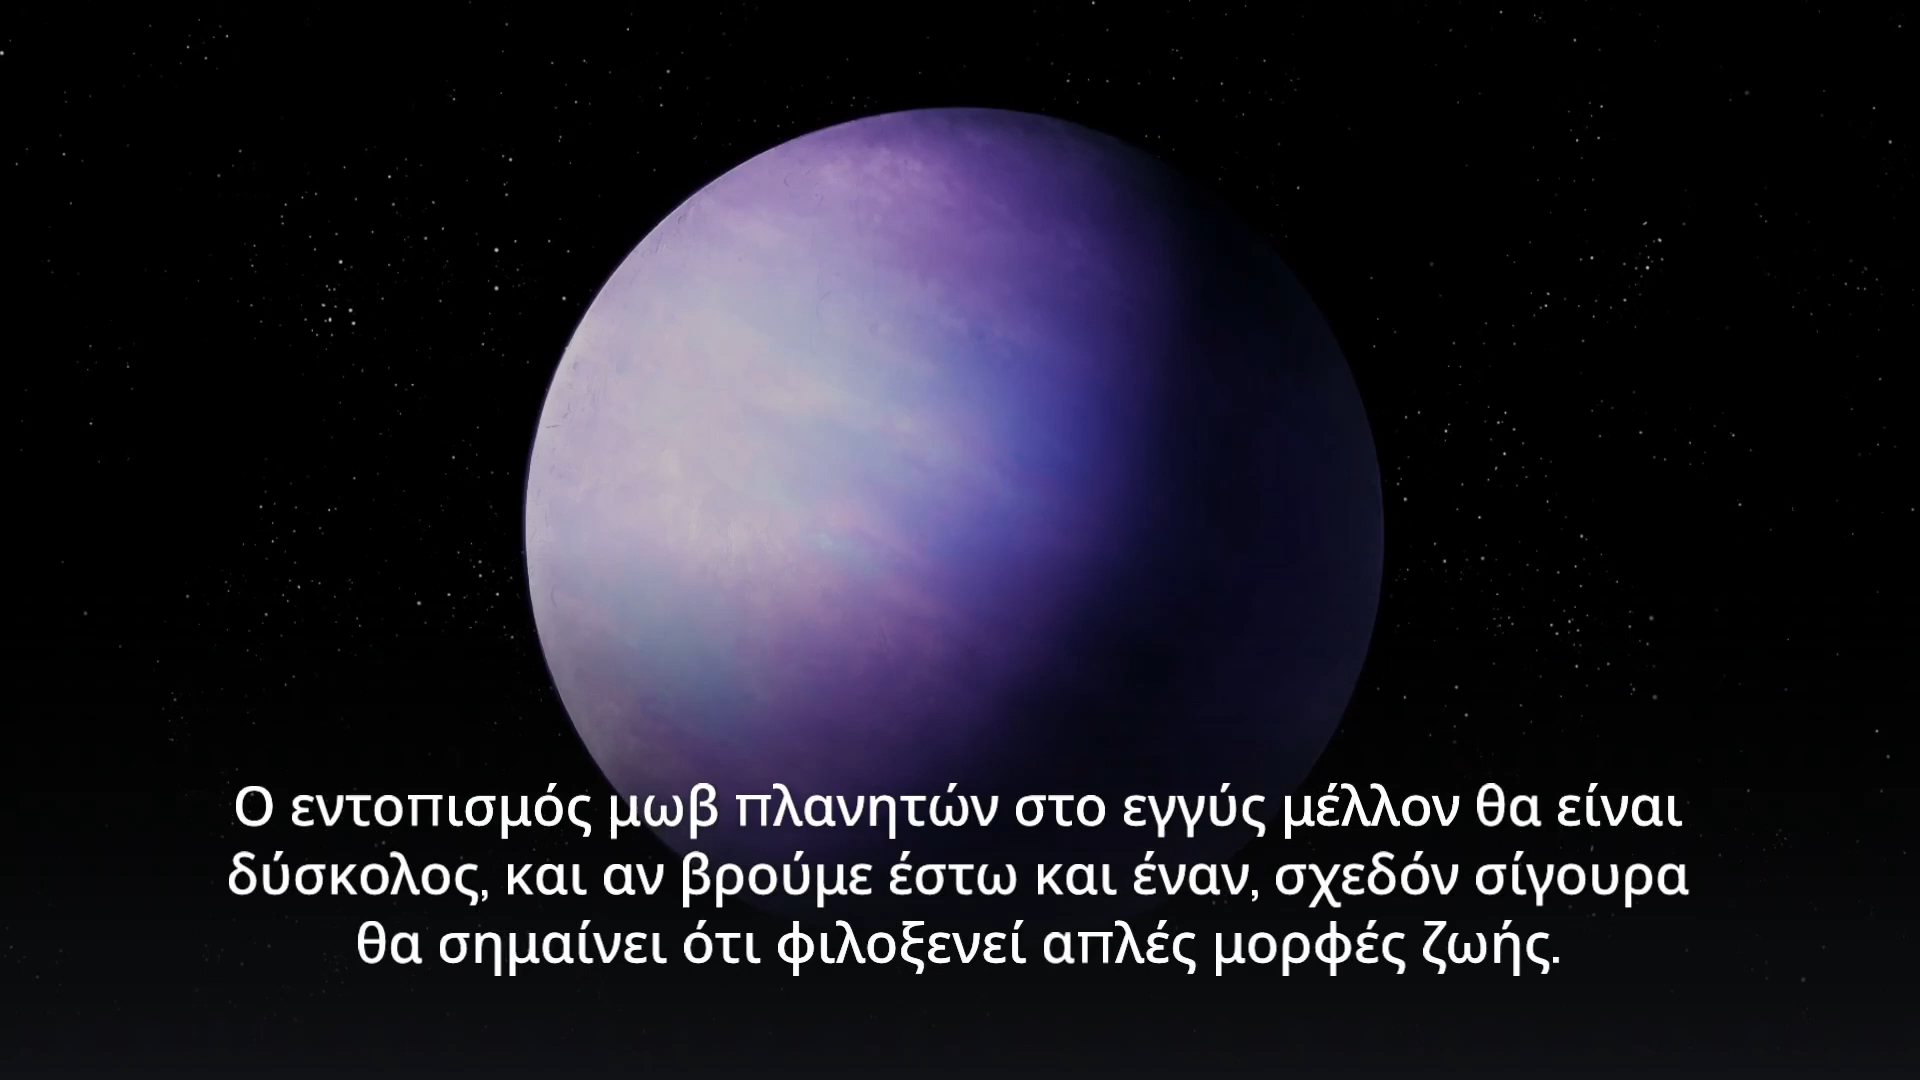 Ο εντοπισμός μωβ πλανητών στο εγγύς μέλλον θα είναι
δύσκολος, και αν βρούμε έστω και έναν, σχεδόν σίγουρα
θα σημαίνει ότι φιλοξενεί απλές μορφές ζωής.